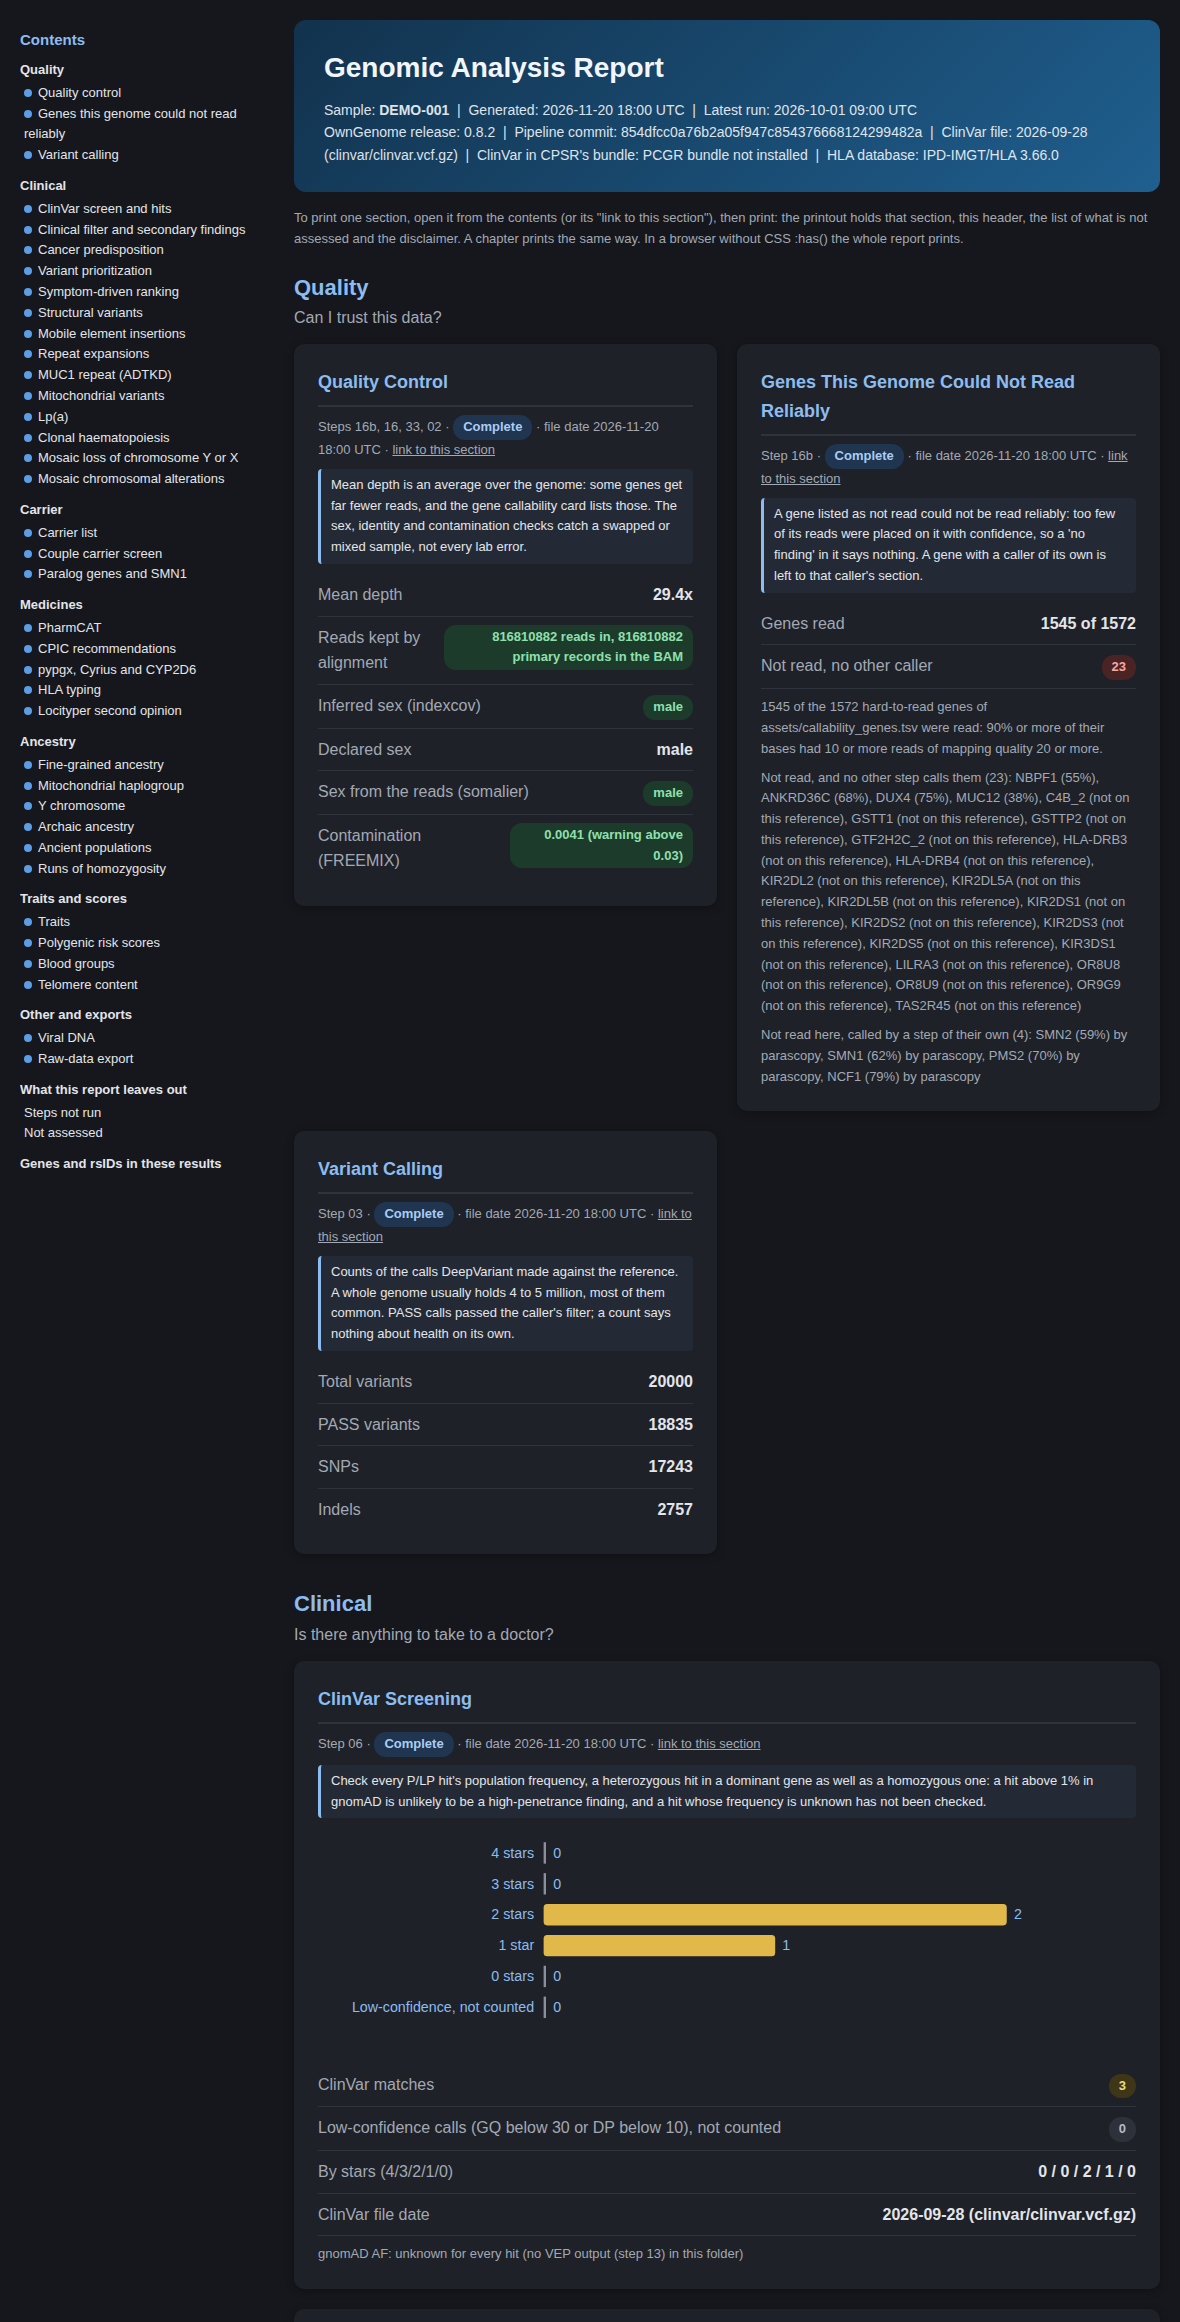 Contents
Quality
Quality control
Genes this genome could not read
reliably
Variant calling
Clinical
ClinVar screen and hits
Clinical filter and secondary findings
Cancer predisposition
Variant prioritization
Symptom-driven ranking
Structural variants
Mobile element insertions
Repeat expansions
MUC1 repeat (ADTKD)
Mitochondrial variants
Lp(a)
Clonal haematopoiesis
Mosaic loss of chromosome Y or X
Mosaic chromosomal alterations
Carrier
Carrier list
Couple carrier screen
Paralog genes and SMN1
Medicines
PharmCAT
CPIC recommendations
pypgx, Cyrius and CYP2D6
HLA typing
Locityper second opinion
Ancestry
Fine-grained ancestry
Mitochondrial haplogroup
Y chromosome
Archaic ancestry
Ancient populations
Runs of homozygosity
Traits and scores
Traits
Polygenic risk scores
Blood groups
Telomere content
Other and exports
Viral DNA
Raw-data export
What this report leaves out
Steps not run
Not assessed
Genes and rsIDs in these results
Genomic Analysis Report
Sample: DEMO-001 | Generated: 2026-11-20 18:00 UTC | Latest run: 2026-10-01 09:00 UTC
OwnGenome release: 0.8.2 | Pipeline commit: 854dfcc0a76b2a05f947c854376668124299482a | ClinVar file: 2026-09-28
(clinvar/clinvar.vcf.gz) | ClinVar in CPSR's bundle: PCGR bundle not installed | HLA database: IPD-IMGT/HLA 3.66.0
To print one section, open it from the contents (or its "link to this section"), then print: the printout holds that section, this header, the list of what is not
assessed and the disclaimer. A chapter prints the same way. In a browser without CSS :has() the whole report prints.
Quality
Can I trust this data?
Quality Control
Steps 16b, 16, 33, 02 · Complete · file date 2026-11-20
18:00 UTC · link to this section
Mean depth is an average over the genome: some genes get
far fewer reads, and the gene callability card lists those. The
sex, identity and contamination checks catch a swapped or
mixed sample, not every lab error.
Mean depth 29.4x
Reads kept by alignment 816810882 reads in, 816810882
primary records in the BAM
Inferred sex (indexcov) male
Declared sex male
Sex from the reads (somalier) male
Contamination (FREEMIX) 0.0041 (warning above
0.03)
Genes This Genome Could Not Read
Reliably
Step 16b · Complete · file date 2026-11-20 18:00 UTC · link
to this section
A gene listed as not read could not be read reliably: too few
of its reads were placed on it with confidence, so a 'no
finding' in it says nothing. A gene with a caller of its own is
left to that caller's section.
Genes read 1545 of 1572
Not read, no other caller 23
1545 of the 1572 hard-to-read genes of
assets/callability_genes.tsv were read: 90% or more of their
bases had 10 or more reads of mapping quality 20 or more.
Not read, and no other step calls them (23): NBPF1 (55%),
ANKRD36C (68%), DUX4 (75%), MUC12 (38%), C4B_2 (not on
this reference), GSTT1 (not on this reference), GSTTP2 (not on
this reference), GTF2H2C_2 (not on this reference), HLA-DRB3
(not on this reference), HLA-DRB4 (not on this reference),
KIR2DL2 (not on this reference), KIR2DL5A (not on this
reference), KIR2DL5B (not on this reference), KIR2DS1 (not on
this reference), KIR2DS2 (not on this reference), KIR2DS3 (not
on this reference), KIR2DS5 (not on this reference), KIR3DS1
(not on this reference), LILRA3 (not on this reference), OR8U8
(not on this reference), OR8U9 (not on this reference), OR9G9
(not on this reference), TAS2R45 (not on this reference)
Not read here, called by a step of their own (4): SMN2 (59%) by
parascopy, SMN1 (62%) by parascopy, PMS2 (70%) by
parascopy, NCF1 (79%) by parascopy
Variant Calling
Step 03 · Complete · file date 2026-11-20 18:00 UTC · link to
this section
Counts of the calls DeepVariant made against the reference.
A whole genome usually holds 4 to 5 million, most of them
common. PASS calls passed the caller's filter; a count says
nothing about health on its own.
Total variants 20000
PASS variants 18835
SNPs 17243
Indels 2757
Clinical
Is there anything to take to a doctor?
ClinVar Screening
Step 06 · Complete · file date 2026-11-20 18:00 UTC · link to this section
Check every P/LP hit's population frequency, a heterozygous hit in a dominant gene as well as a homozygous one: a hit above 1% in
gnomAD is unlikely to be a high-penetrance finding, and a hit whose frequency is unknown has not been checked.
4 stars 0
3 stars 0
2 stars 2
1 star 1
0 stars 0
Low-confidence, not counted 0
ClinVar matches 3
Low-confidence calls (GQ below 30 or DP below 10), not counted 0
By stars (4/3/2/1/0) 0 / 0 / 2 / 1 / 0
ClinVar file date 2026-09-28 (clinvar/clinvar.vcf.gz)
gnomAD AF: unknown for every hit (no VEP output (step 13) in this folder)